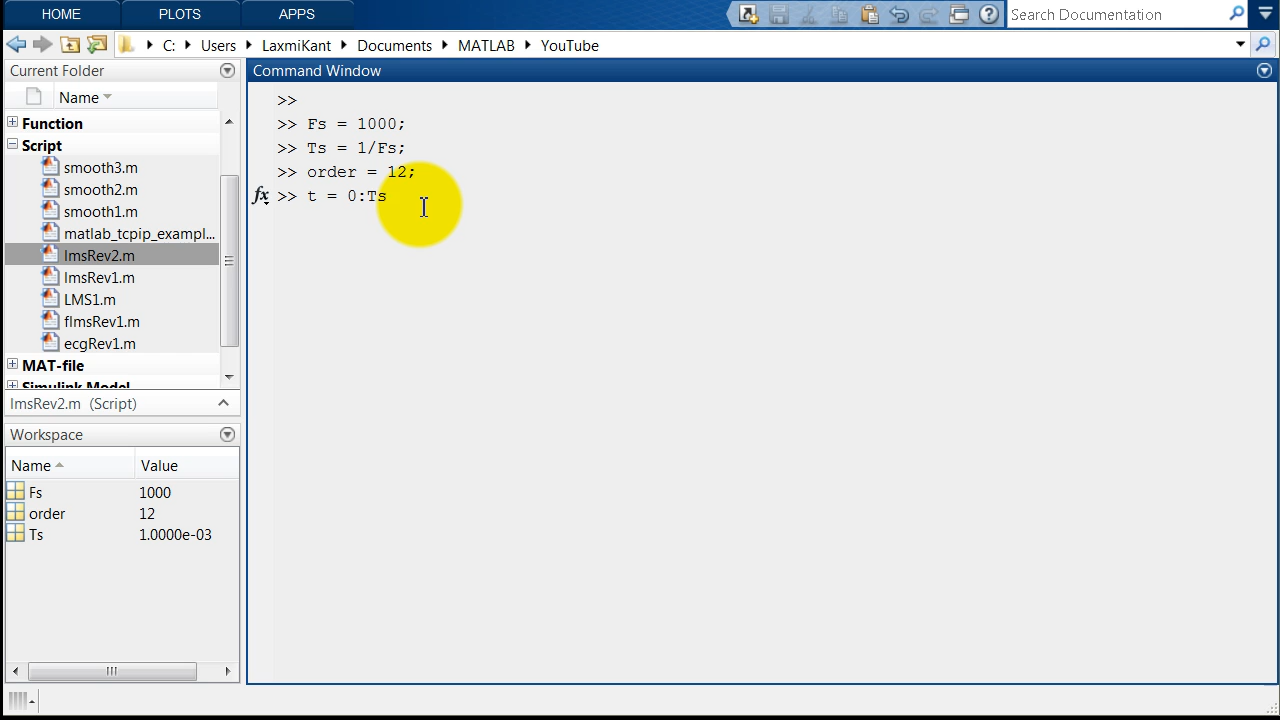 HOME PLOTS APPS Search Documentation
C: Users LaxmiKant Documents MATLAB YouTube
Current Folder
Name
Function
Script
smooth3.m
smooth2.m
smooth1.m
matlab_tcpip_exampl...
lmsRev2.m
lmsRev1.m
LMS1.m
flmsRev1.m
ecgRev1.m
MAT-file
Simulink Model
lmsRev2.m (Script)
Workspace
Name Value
Fs 1000
order 12
Ts 1.0000e-03
Command Window
>>
>> Fs = 1000;
>> Ts = 1/Fs;
>> order = 12;
fx >> t = 0:Ts